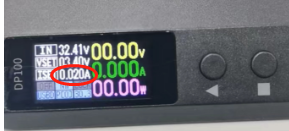 DP100
IN 32.41V 00.00V
VSET 03.40V
ISET 0.020A 0.000A
00.00W